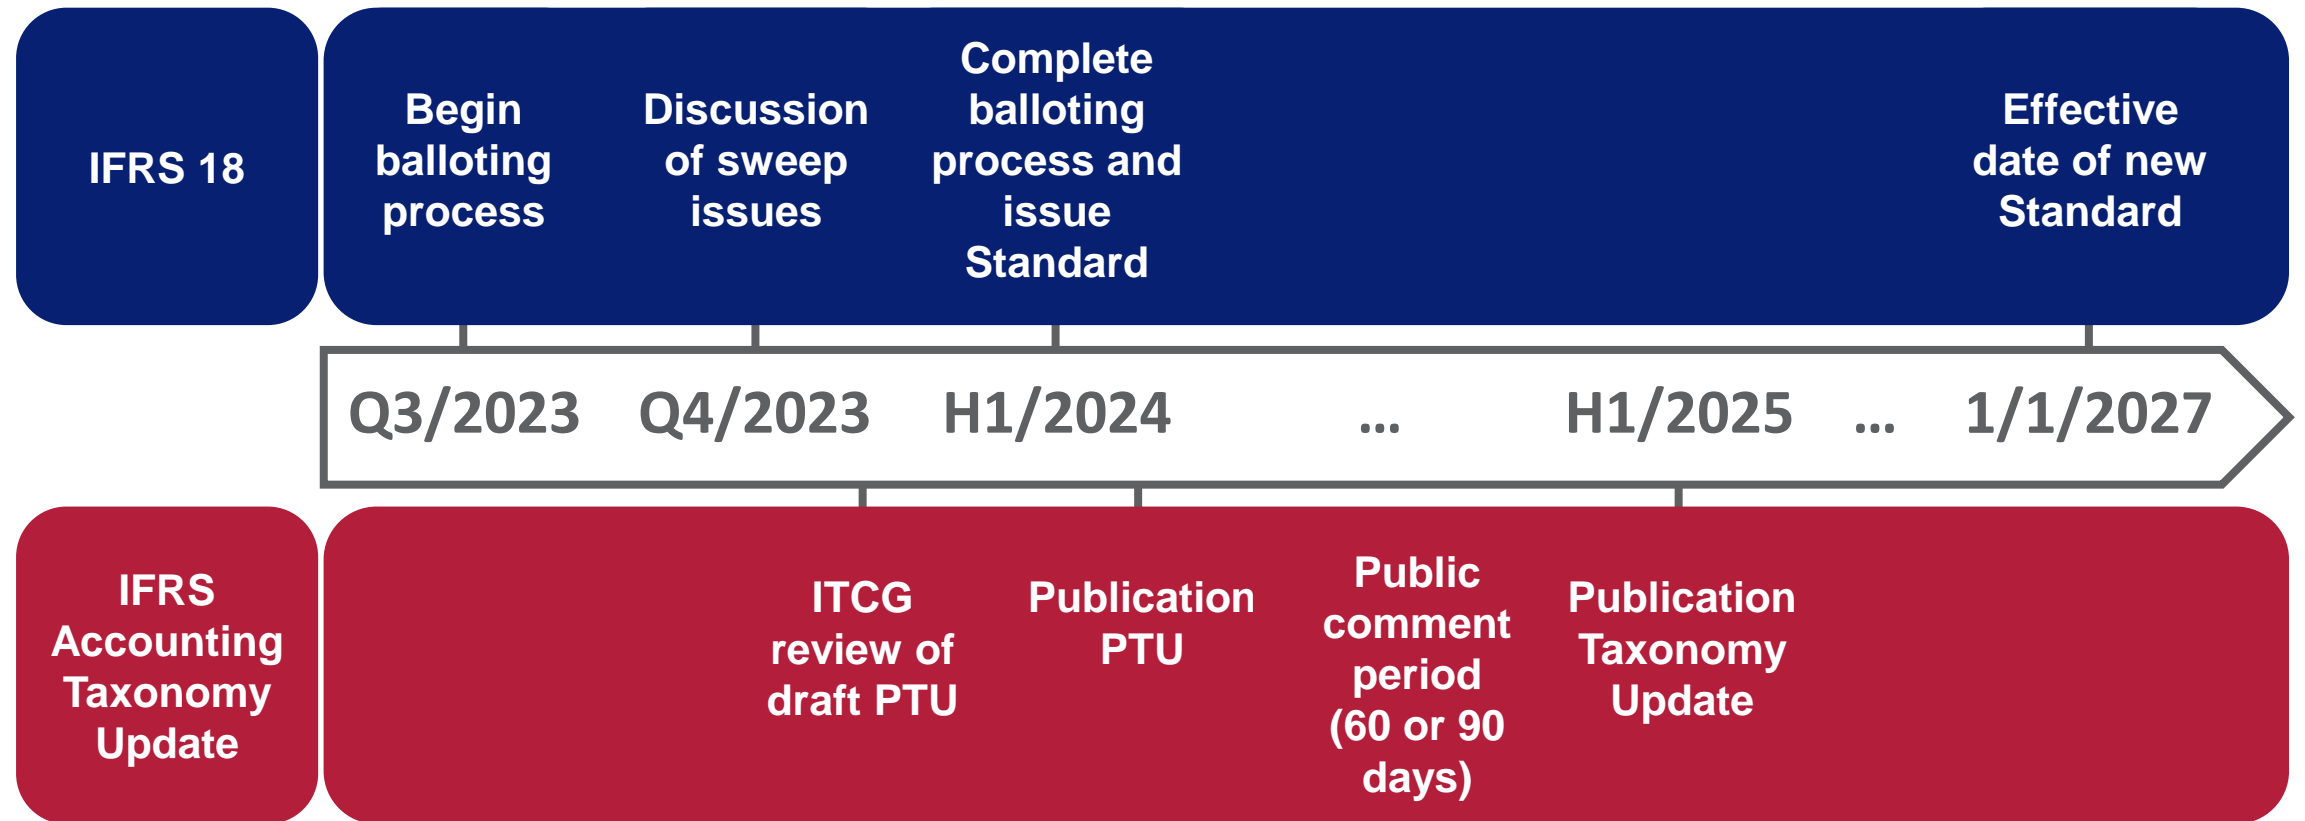 IFRS 18
Begin
balloting
process
Discussion
of sweep
issues
Complete
balloting
process and
issue
Standard
Effective
date of new
Standard
Q3/2023
Q4/2023
H1/2024
...
H1/2025
...
1/1/2027
IFRS
Accounting
Taxonomy
Update
ITCG
review of
draft PTU
Publication
PTU
Public
comment
period
(60 or 90
days)
Publication
Taxonomy
Update